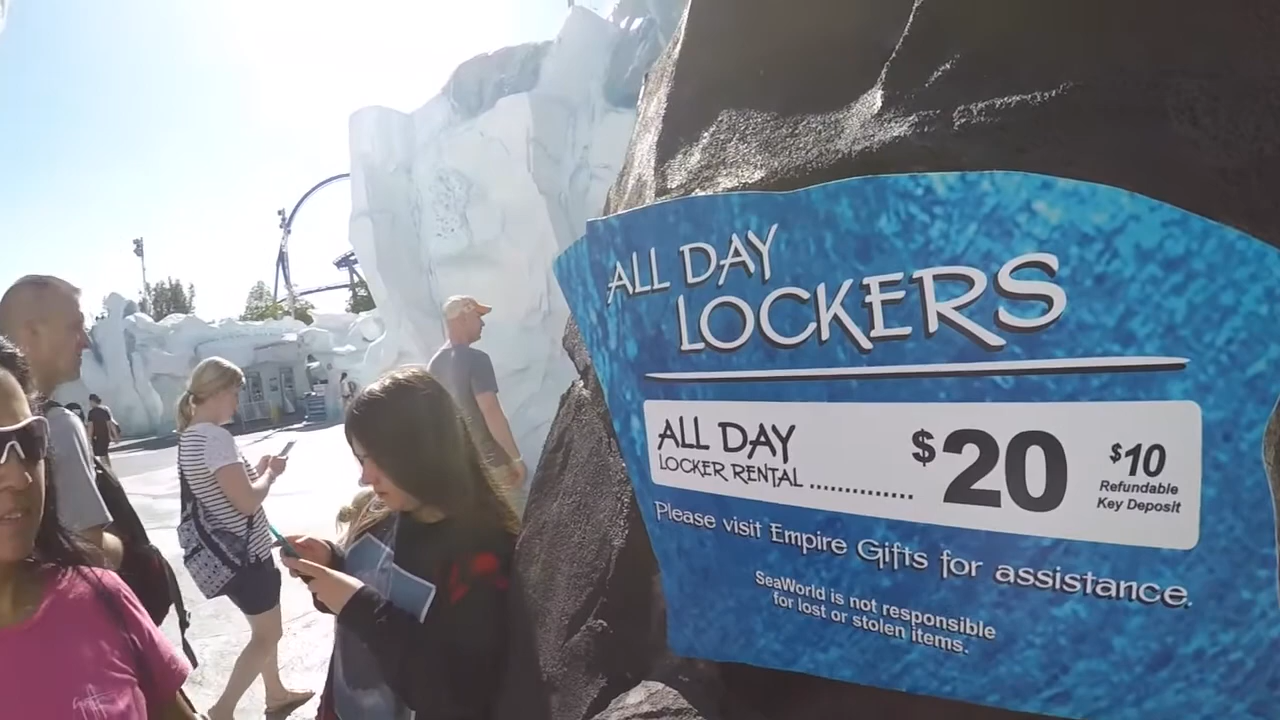 ALL DAY
LOCKERS
ALL DAY
LOCKER RENTAL .............. $20
$10
Refundable
Key Deposit
Please visit Empire Gifts for assistance.
SeaWorld is not responsible
for lost or stolen items.